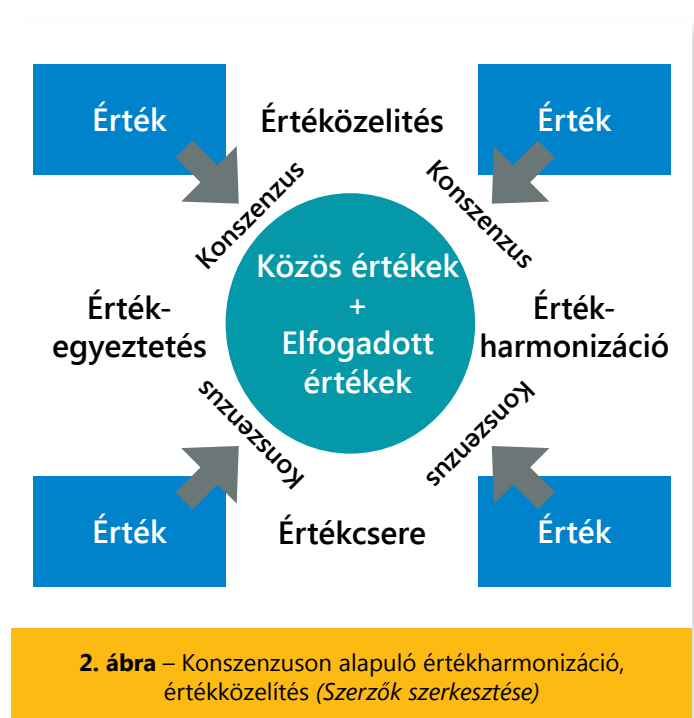 Érték
Értéközelités
Érték
Konszenzus
Konszenzus
Közös értékek
+
Elfogadott
értékek
Érték-
egyeztetés
Érték-
harmonizáció
Konszenzus
Konszenzus
Érték
Értékcsere
Érték
2. ábra – Konszenzuson alapuló értékharmonizáció,
értékközelítés (Szerzők szerkesztése)